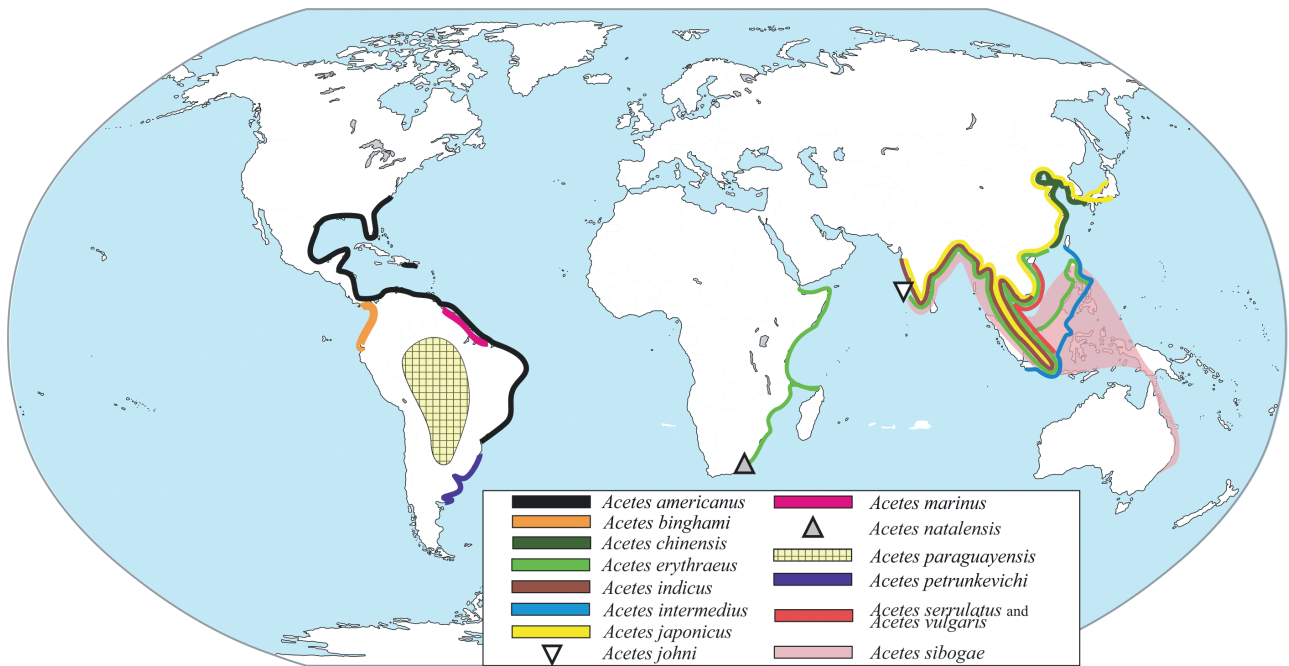 Acetes americanus
Acetes binghami
Acetes chinensis
Acetes erythraeus
Acetes indicus
Acetes intermedius
Acetes japonicus
Acetes johni
Acetes marinus
Acetes natalensis
Acetes paraguayensis
Acetes petrunkevichi
Acetes serrulatus and
Acetes vulgaris
Acetes sibogae